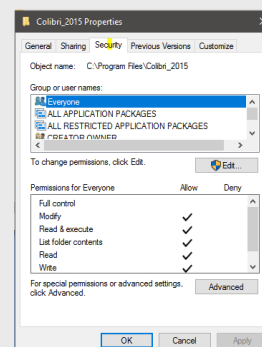 Colibri_2015 Properties
General Sharing Security Previous Versions Customize
Object name: C:\Program Files\Colibri_2015
Group or user names:
Everyone
ALL APPLICATION PACKAGES
ALL RESTRICTED APPLICATION PACKAGES
CREATOR OWNER
To change permissions, click Edit.
Edit...
Permissions for Everyone Allow Deny
Full control
Modify
Read & execute
List folder contents
Read
Write
For special permissions or advanced settings,
click Advanced.
Advanced
OK Cancel Apply